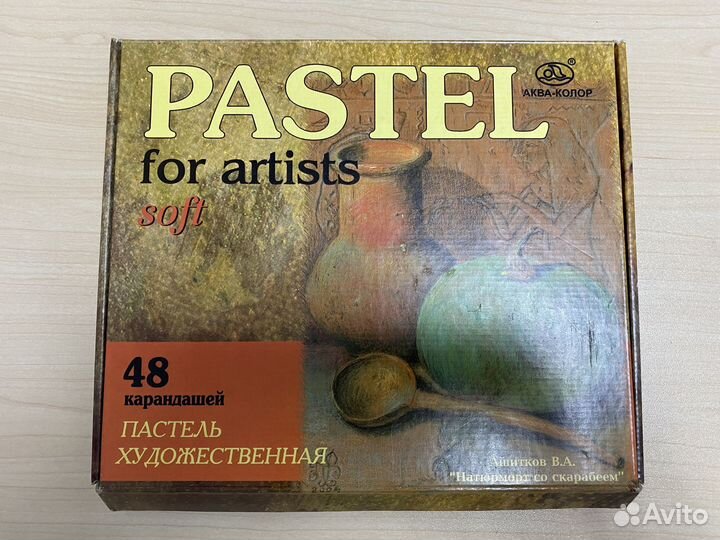 PASTEL
for artists
soft
АКВА-КОЛОР
48
карандашей
ПАСТЕЛЬ
ХУДОЖЕСТВЕННАЯ
В.А.
"Натюрморт со скарабеем"
Avito